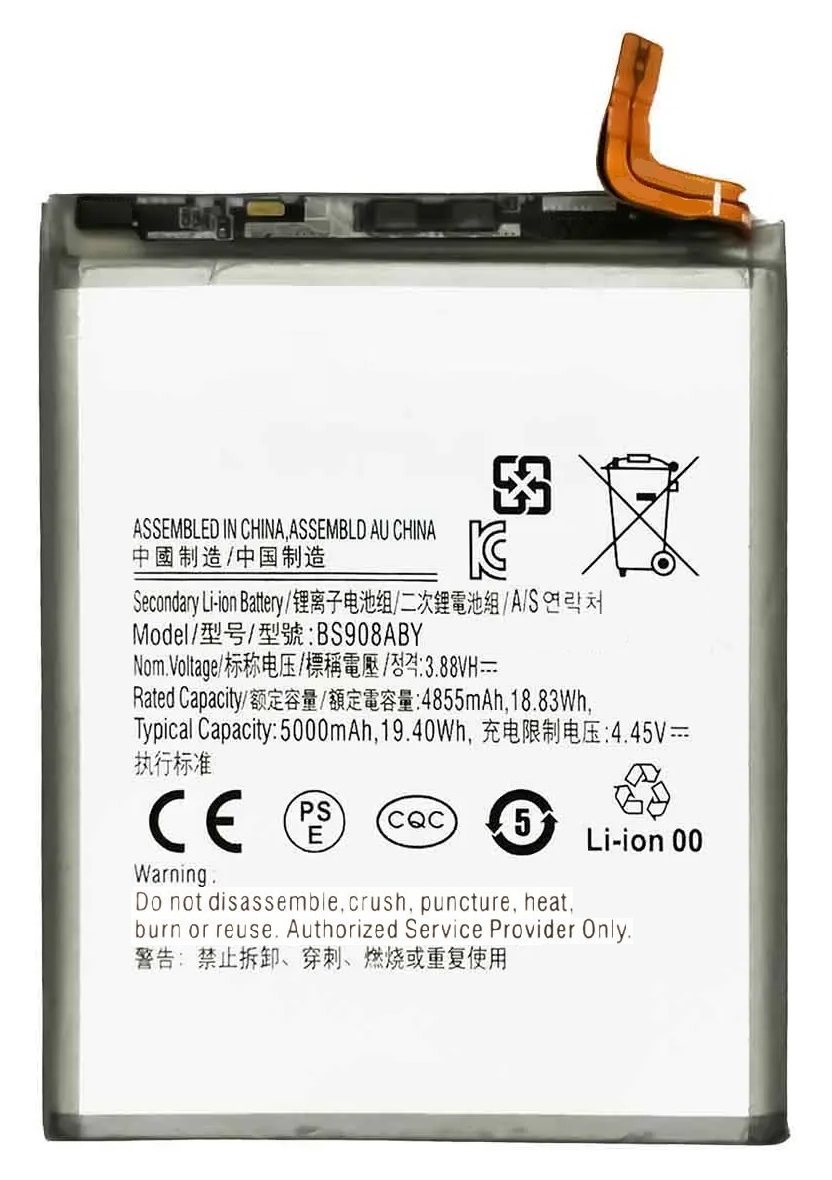 ASSEMBLED IN CHINA,ASSEMBLD AU CHINA
中國制造/中国制造
Secondary Li-ion Battery/锂离子电池组/二次鋰電池組/A/S연락처
Model/型号/型號:BS908ABY
Nom.Voltage/标称电压/標稱電壓/정격:3.88VH⎓
Rated Capacity/额定容量/額定電容量:4855mAh,18.83Wh,
Typical Capacity:5000mAh,19.40Wh, 充电限制电压:4.45V⎓
执行标准
CE PS E CQC 5
Li-ion 00
Warning:
Do not disassemble,crush, puncture, heat,
burn or reuse. Authorized Service Provider Only.
警告: 禁止拆卸、穿刺、燃烧或重复使用